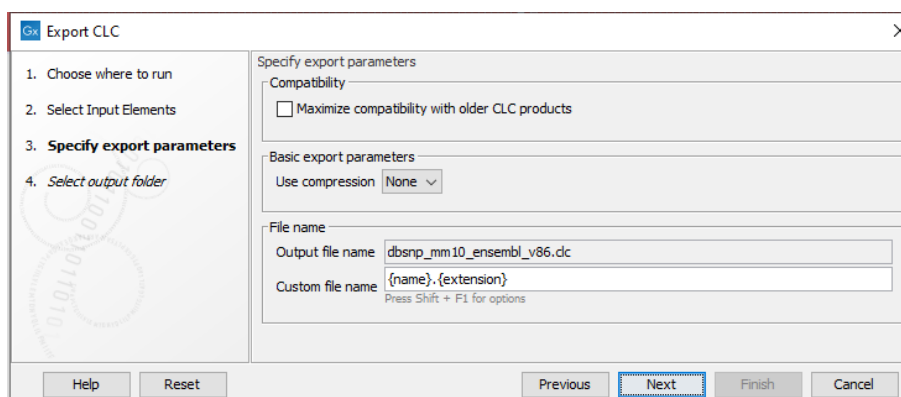 Gx Export CLC
1. Choose where to run
2. Select Input Elements
3. Specify export parameters
4. Select output folder
Specify export parameters
Compatibility
Maximize compatibility with older CLC products
Basic export parameters
Use compression None
File name
Output file name dbsnp_mm10_ensembl_v86.clc
Custom file name {name}.{extension}
Press Shift + F1 for options
Help Reset Previous Next Finish Cancel